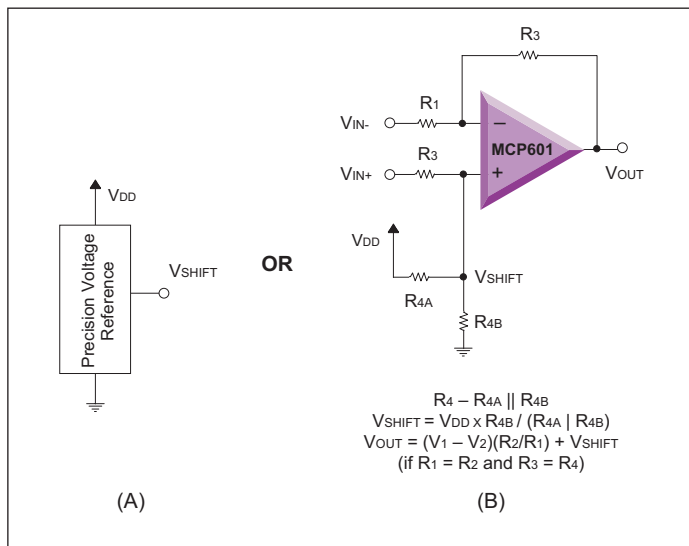 VDD
Precision Voltage
Reference
VSHIFT
(A)
OR
R3
R1
VIN-
MCP601
R3
VIN+
VOUT
VDD
VSHIFT
R4A
R4B
R4 – R4A || R4B
VSHIFT = VDD X R4B / (R4A | R4B)
VOUT = (V1 – V2)(R2/R1) + VSHIFT
(if R1 = R2 and R3 = R4)
(B)